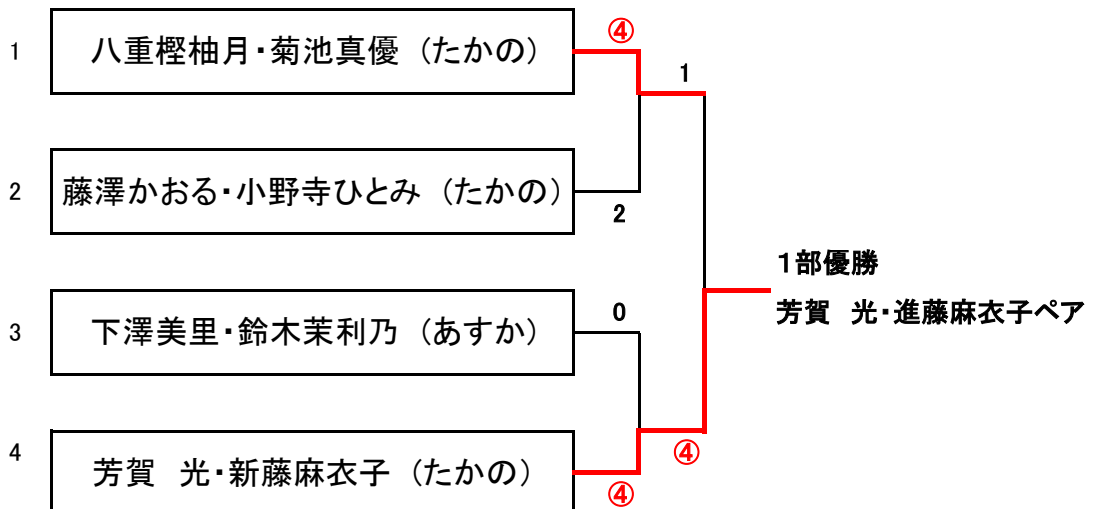 ④
1 八重樫柚月・菊池真優 (たかの)
1
2 藤澤かおる・小野寺ひとみ (たかの)
2
1部優勝
芳賀　光・進藤麻衣子ペア
0
3 下澤美里・鈴木茉利乃 (あすか)
④
4 芳賀　光・新藤麻衣子 (たかの)
④